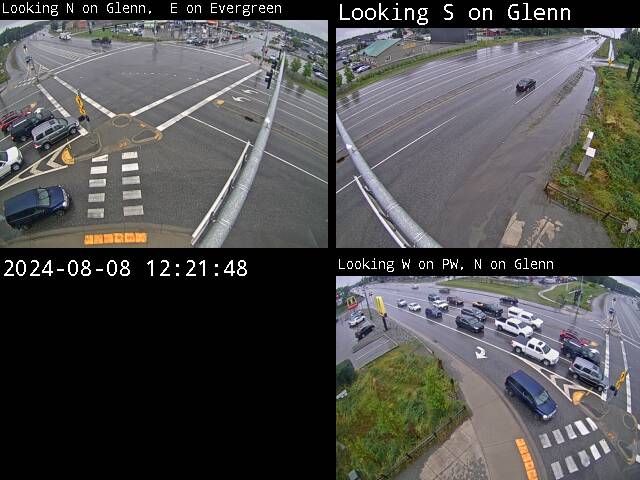 Looking N on Glenn, E on Evergreen
Looking S on Glenn
2024-08-08 12:21:48
Looking W on PW, N on Glenn